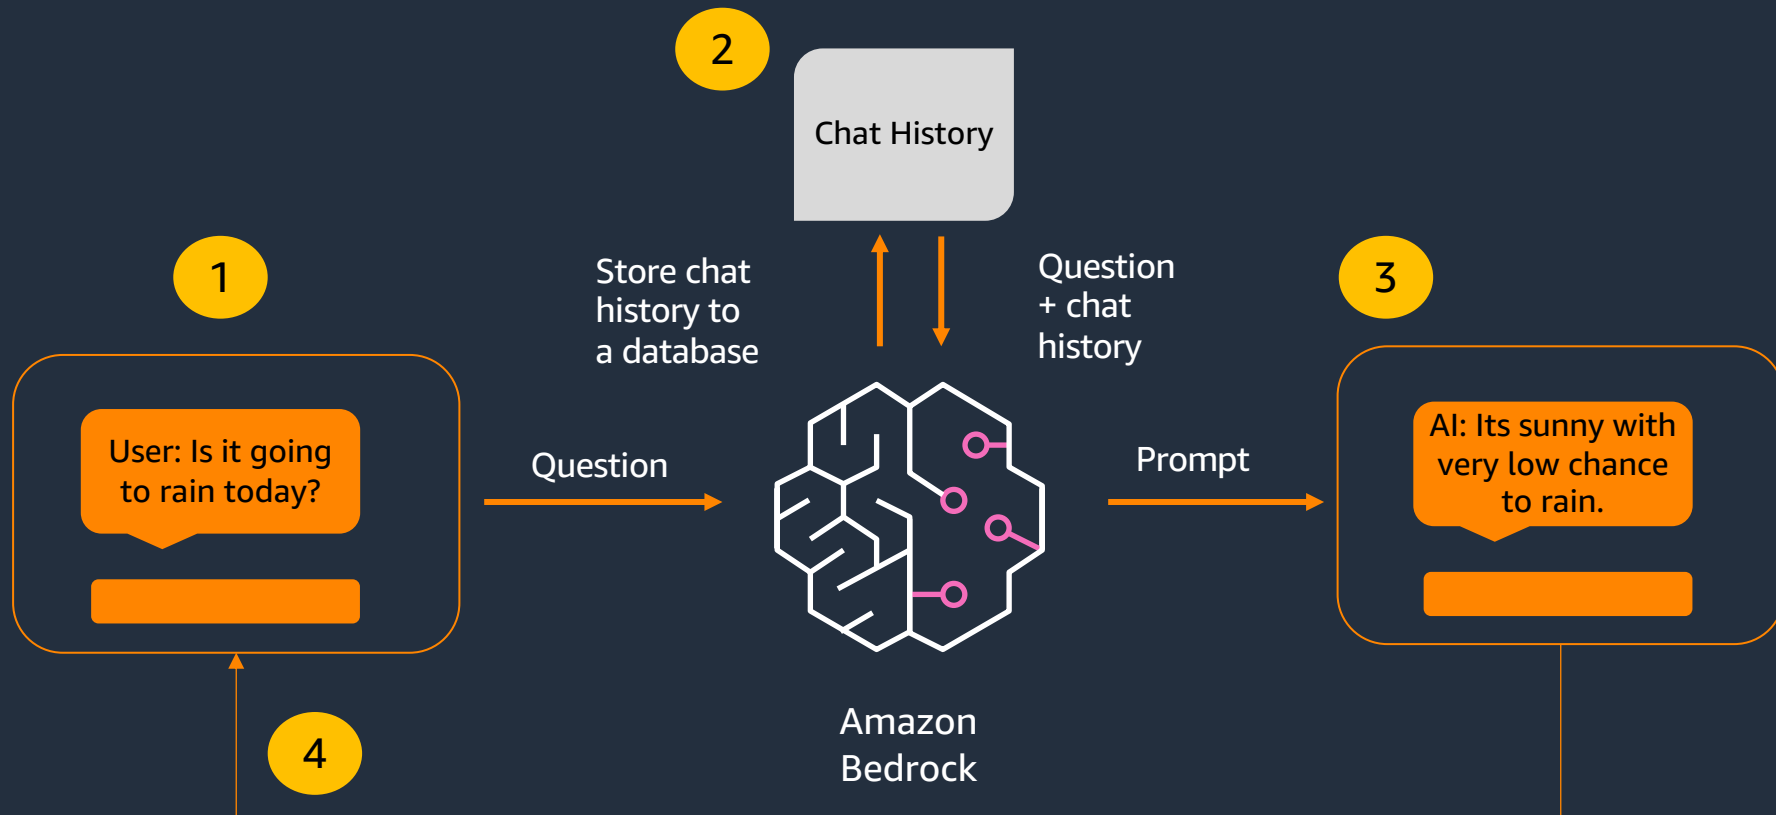 2
Chat History
1
Store chat
history to
a database
Question
+ chat
history
3
User: Is it going
to rain today?
Question
Prompt
AI: Its sunny with
very low chance
to rain.
Amazon
Bedrock
4